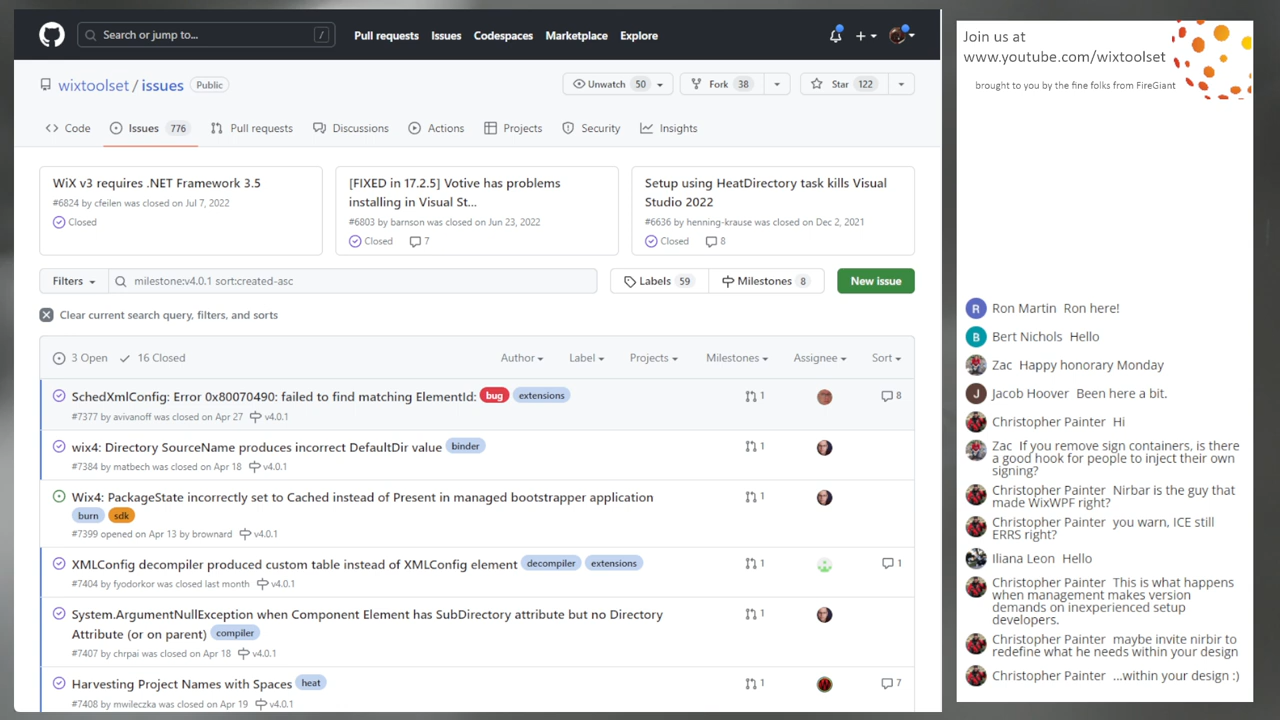 Search or jump to...
/
Pull requests
Issues
Codespaces
Marketplace
Explore
wixtoolset / issues
Public
Unwatch 50
Fork 38
Star 122
Code
Issues 776
Pull requests
Discussions
Actions
Projects
Security
Insights
WiX v3 requires .NET Framework 3.5
#6824 by cfeilen was closed on Jul 7, 2022
Closed
[FIXED in 17.2.5] Votive has problems
installing in Visual St...
#6803 by barnson was closed on Jun 23, 2022
Closed 7
Setup using HeatDirectory task kills Visual
Studio 2022
#6636 by henning-krause was closed on Dec 2, 2021
Closed 8
Filters
milestone:v4.0.1 sort:created-asc
Labels 59
Milestones 8
New issue
Clear current search query, filters, and sorts
3 Open 16 Closed
Author
Label
Projects
Milestones
Assignee
Sort
SchedXmlConfig: Error 0x80070490: failed to find matching ElementId: bug extensions 1 8
#7377 by avivanoff was closed on Apr 27 v4.0.1
wix4: Directory SourceName produces incorrect DefaultDir value binder 1
#7384 by matbech was closed on Apr 18 v4.0.1
Wix4: PackageState incorrectly set to Cached instead of Present in managed bootstrapper application 1
burn sdk
#7399 opened on Apr 13 by brownard v4.0.1
XMLConfig decompiler produced custom table instead of XMLConfig element decompiler extensions 1 1
#7404 by fyodorkor was closed last month v4.0.1
System.ArgumentNullException when Component Element has SubDirectory attribute but no Directory 1
Attribute (or on parent) compiler
#7407 by chrpai was closed on Apr 18 v4.0.1
Harvesting Project Names with Spaces heat 1 7
#7408 by mwileczka was closed on Apr 19 v4.0.1
Join us at
www.youtube.com/wixtoolset
brought to you by the fine folks from FireGiant
R Ron Martin Ron here!
B Bert Nichols Hello
Zac Happy honorary Monday
J Jacob Hoover Been here a bit.
Christopher Painter Hi
Zac If you remove sign containers, is there
a good hook for people to inject their own
signing?
Christopher Painter Nirbar is the guy that
made WixWPF right?
Christopher Painter you warn, ICE still
ERRS right?
Iliana Leon Hello
Christopher Painter This is what happens
when management makes version
demands on inexperienced setup
developers.
Christopher Painter maybe invite nirbir to
redefine what he needs within your design
Christopher Painter ...within your design :)